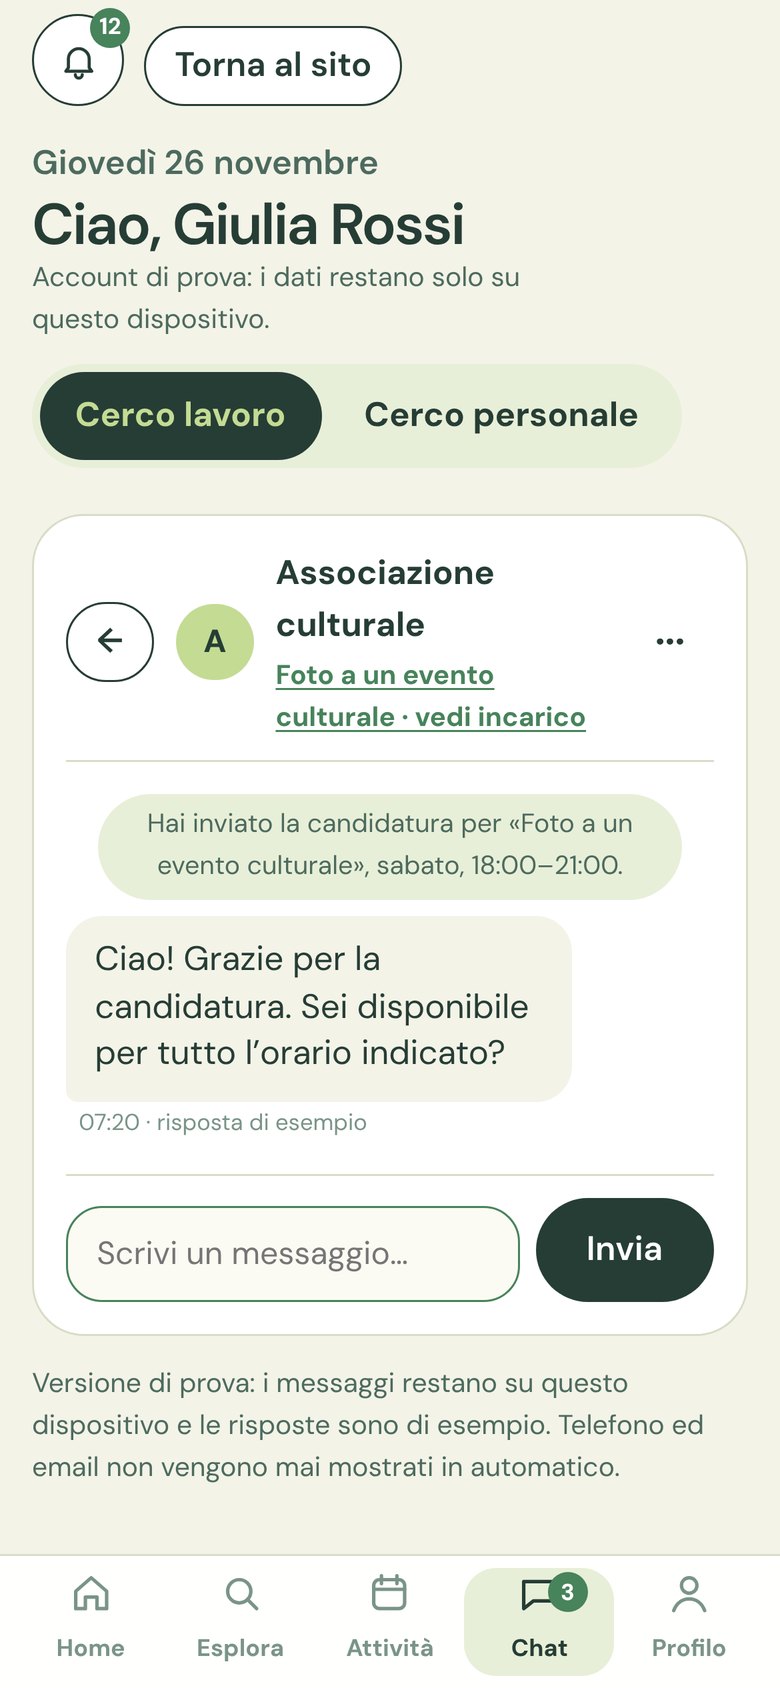 12
Torna al sito
Giovedì 26 novembre
Ciao, Giulia Rossi
Account di prova: i dati restano solo su
questo dispositivo.
Cerco lavoro
Cerco personale
Associazione
culturale
A
Foto a un evento
culturale · vedi incarico
Hai inviato la candidatura per «Foto a un
evento culturale», sabato, 18:00–21:00.
Ciao! Grazie per la
candidatura. Sei disponibile
per tutto l’orario indicato?
07:20 · risposta di esempio
Scrivi un messaggio...
Invia
Versione di prova: i messaggi restano su questo
dispositivo e le risposte sono di esempio. Telefono ed
email non vengono mai mostrati in automatico.
3
Home
Esplora
Attività
Chat
Profilo